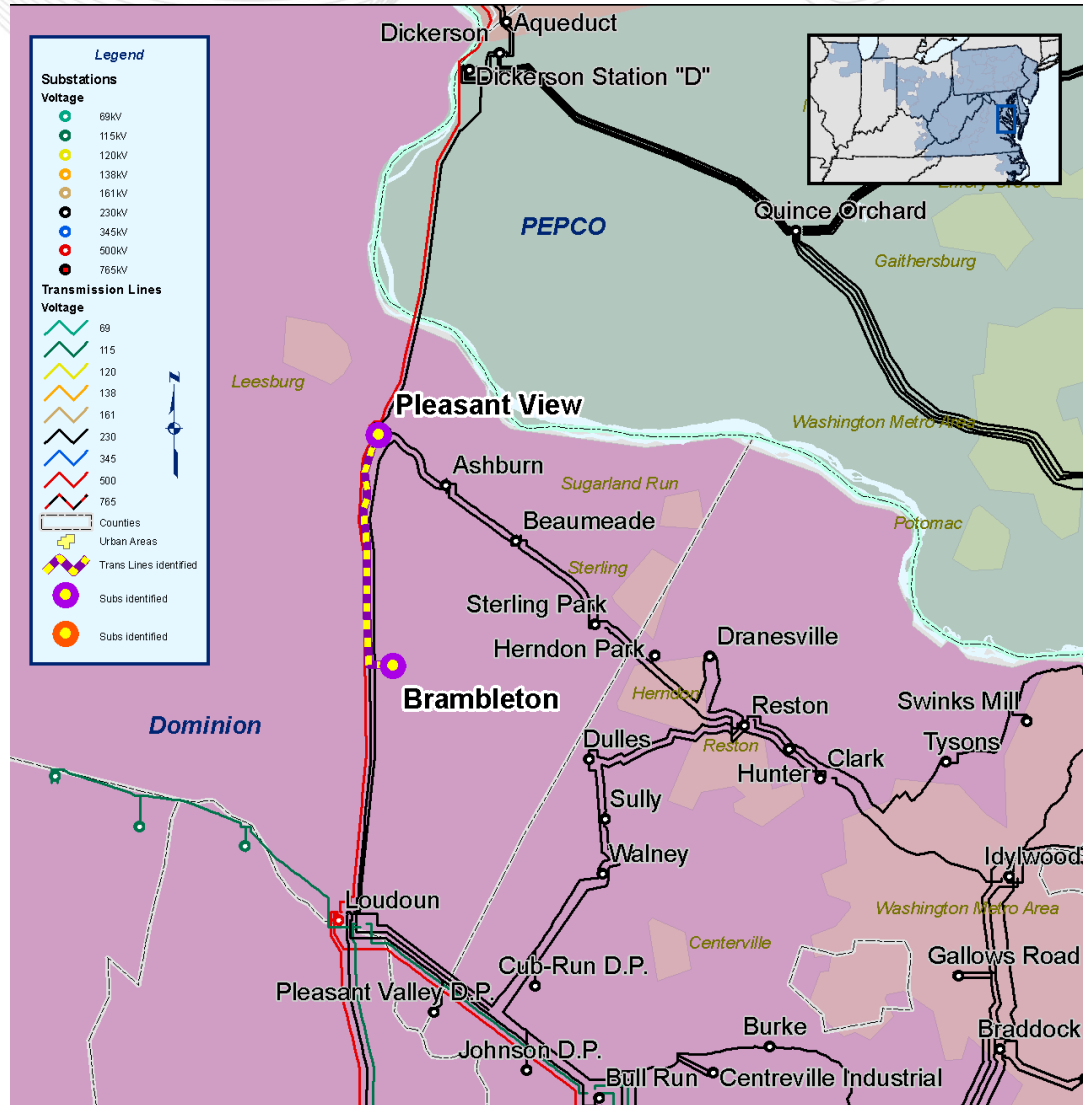 Legend
Substations
Voltage
69kV
115kV
120kV
138kV
161kV
230kV
345kV
500kV
765kV
Transmission Lines
Voltage
69
115
120
138
161
230
345
500
765
Counties
Urban Areas
Trans Lines identified
Subs identified
Subs identified
N
Dickerson
Aqueduct
Dickerson Station "D"
PEPCO
Quince Orchard
Gaithersburg
Leesburg
Pleasant View
Washington Metro Area
Ashburn
Sugarland Run
Beaumeade
Potomac
Sterling
Sterling Park
Herndon Park
Dranesville
Herndon
Brambleton
Reston
Swinks Mill
Dominion
Dulles
Reston
Tysons
Hunter
Clark
Sully
Walney
Idylwood
Loudoun
Washington Metro Area
Centerville
Cub-Run D.P.
Gallows Road
Pleasant Valley D.P.
Burke
Braddock
Johnson D.P.
Bull Run
Centreville Industrial